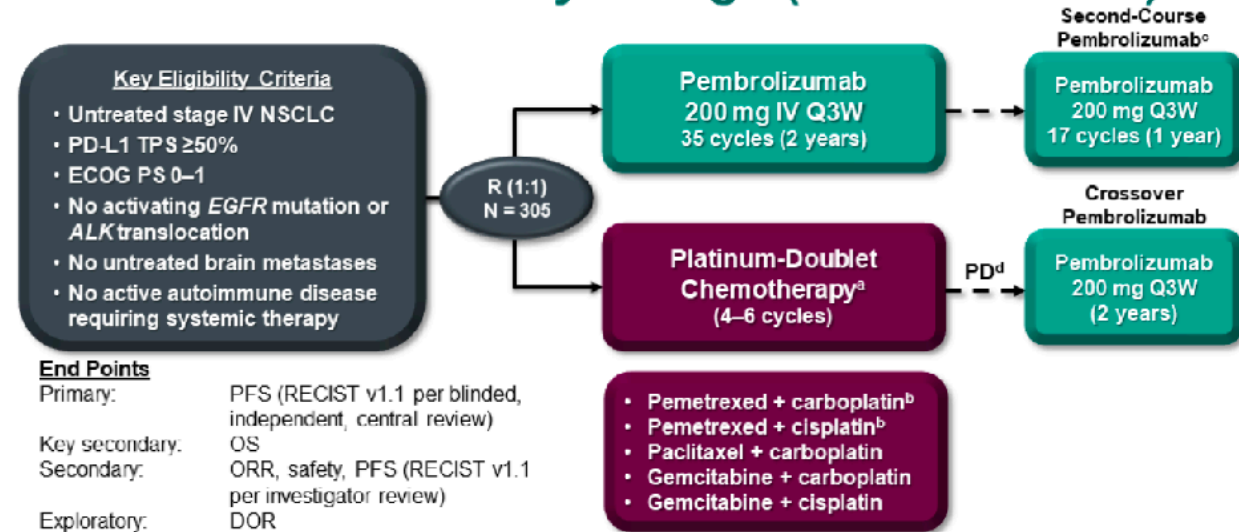 Key Eligibility Criteria
• Untreated stage IV NSCLC
• PD-L1 TPS ≥50%
• ECOG PS 0–1
• No activating EGFR mutation or
ALK translocation
• No untreated brain metastases
• No active autoimmune disease
requiring systemic therapy
R (1:1)
N = 305
Pembrolizumab
200 mg IV Q3W
35 cycles (2 years)
Second-Course
Pembrolizumabᶜ
Pembrolizumab
200 mg Q3W
17 cycles (1 year)
Platinum-Doublet
Chemotherapyᵃ
(4–6 cycles)
PDᵈ
Crossover
Pembrolizumab
Pembrolizumab
200 mg Q3W
(2 years)
End Points
Primary: PFS (RECIST v1.1 per blinded,
independent, central review)
Key secondary: OS
Secondary: ORR, safety, PFS (RECIST v1.1
per investigator review)
Exploratory: DOR
• Pemetrexed + carboplatinᵇ
• Pemetrexed + cisplatinᵇ
• Paclitaxel + carboplatin
• Gemcitabine + carboplatin
• Gemcitabine + cisplatin